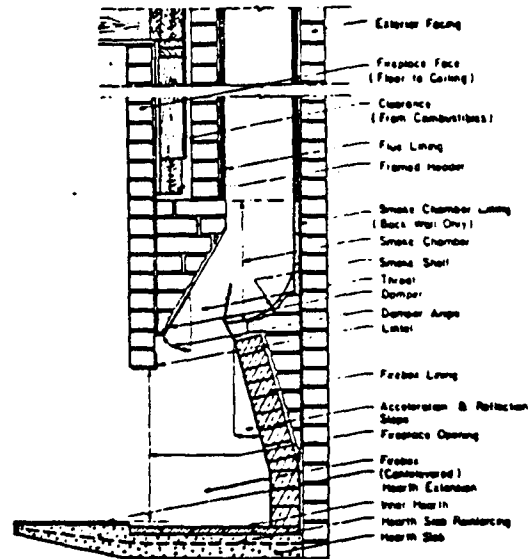 Exterior Facing
Fireplace Face
(Floor to Ceiling)
Clearance
(From Combustibles)
Flue Lining
Framed Header
Smoke Chamber Lining
(Back Wall Only)
Smoke Chamber
Smoke Shelf
Throat
Damper
Damper Angle
Lintel
Firebox Lining
Acceleration & Reflection
Slope
Fireplace Opening
Firebox
(Cantilevered)
Hearth Extension
Inner Hearth
Hearth Slab Reinforcing
Hearth Slab